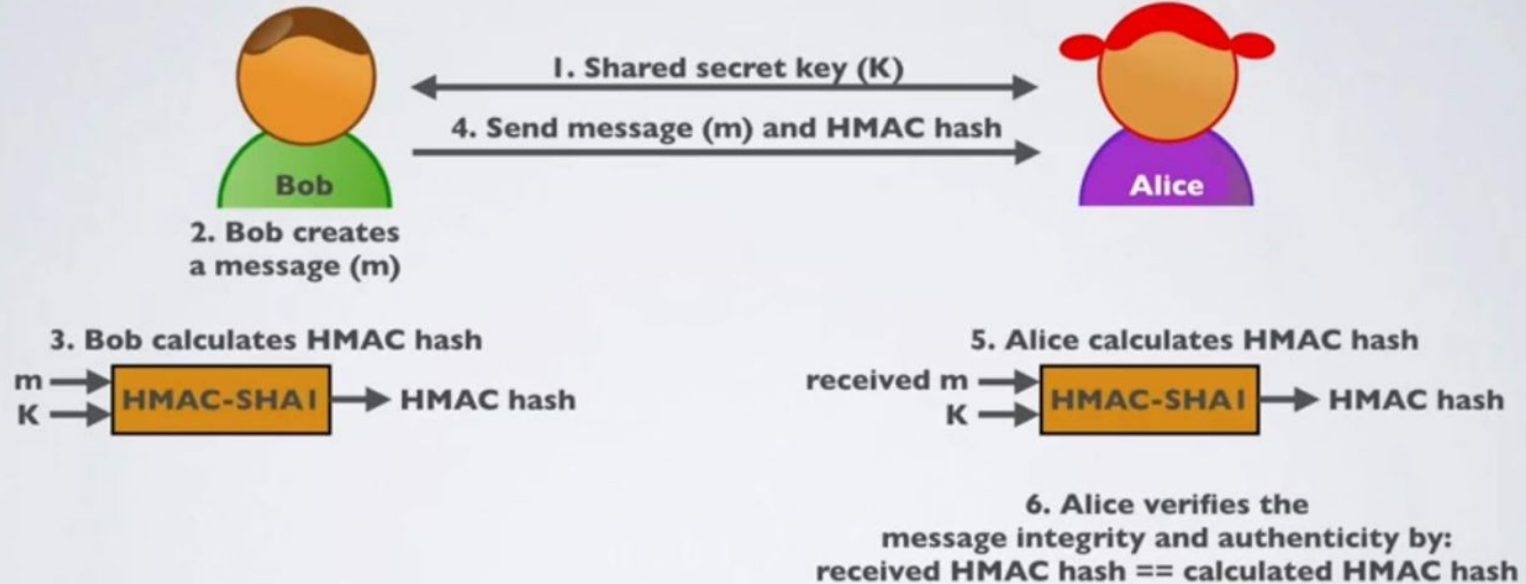 1. Shared secret key (K)
4. Send message (m) and HMAC hash
Bob
Alice
2. Bob creates
a message (m)
3. Bob calculates HMAC hash
m
K
HMAC-SHA1
HMAC hash
5. Alice calculates HMAC hash
received m
K
HMAC-SHA1
HMAC hash
6. Alice verifies the
message integrity and authenticity by:
received HMAC hash == calculated HMAC hash